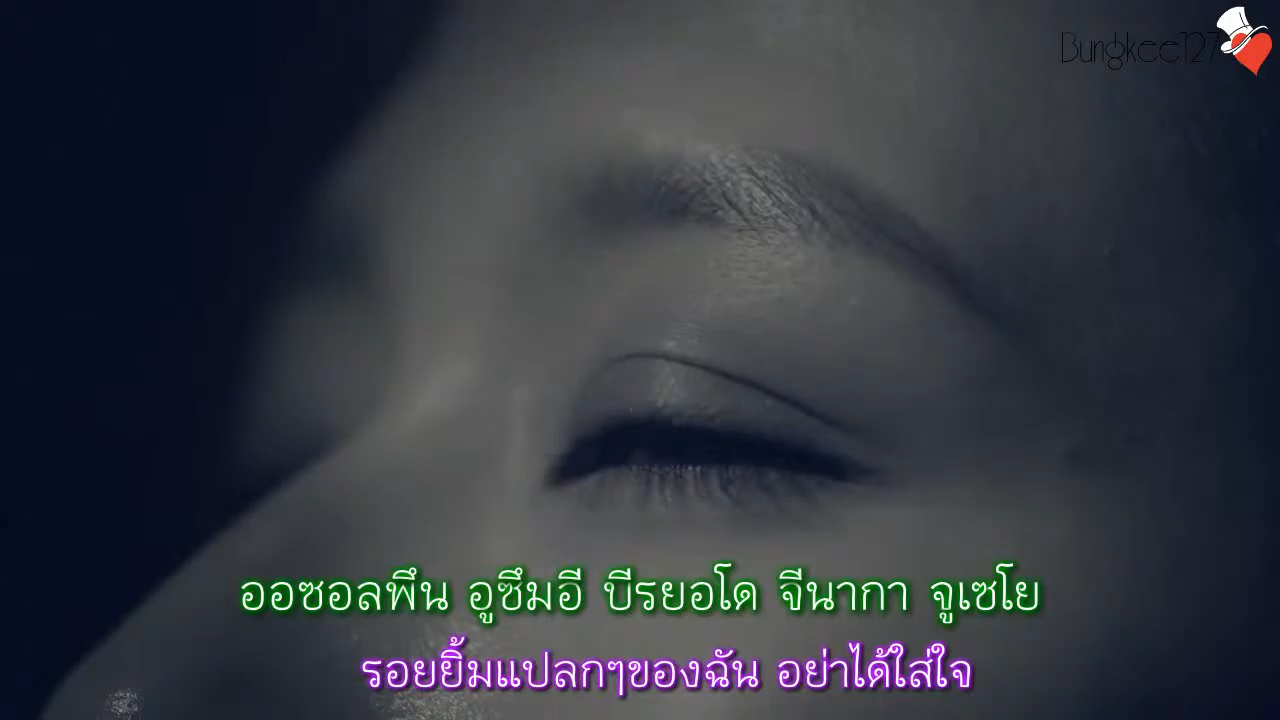 Bungkee127
ออซอลพึน อูซึมอี บีรยอโด จีนากา จูเซโย
รอยยิ้มแปลกๆของฉัน อย่าได้ใส่ใจ